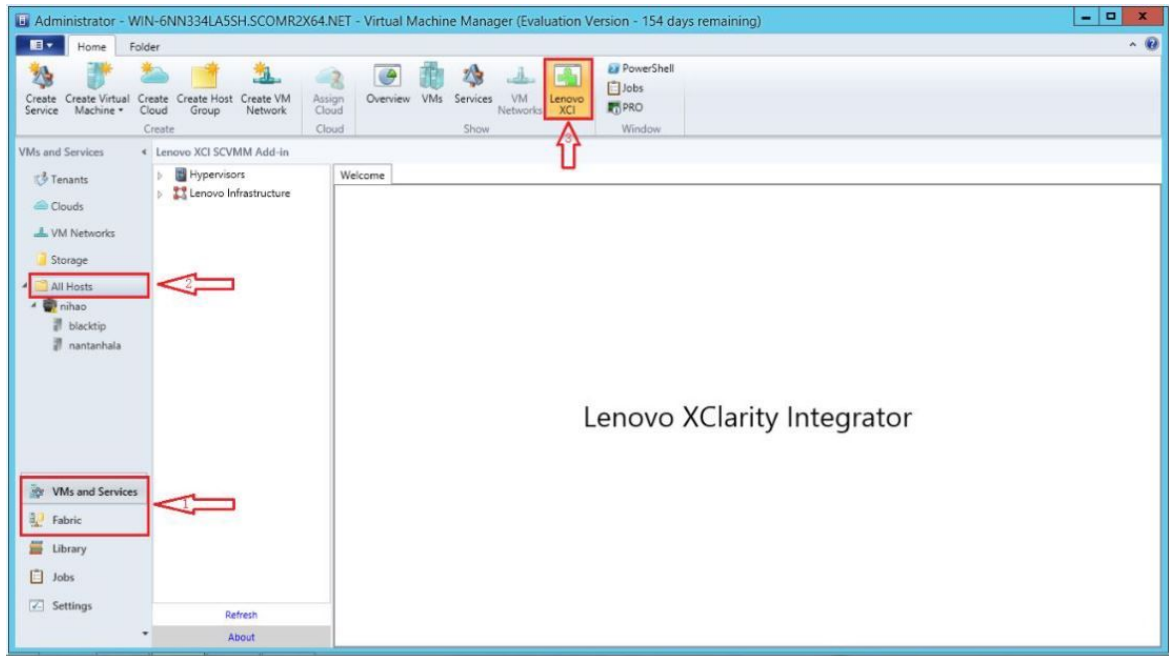 Administrator - WIN-6NN334LA5SH.SCOMR2X64.NET - Virtual Machine Manager (Evaluation Version - 154 days remaining)
Home Folder
Create Service
Create Virtual Machine
Create Cloud
Create Host Group
Create VM Network
Assign Cloud
Overview
VMs
Services
VM Networks
Lenovo XCI
PowerShell
Jobs
PRO
Create Cloud Show Window
3
VMs and Services
Lenovo XCI SCVMM Add-in
Tenants
Clouds
VM Networks
Storage
All Hosts
nihao
blacktip
nantanhala
2
VMs and Services
Fabric
1
Library
Jobs
Settings
Hypervisors
Lenovo Infrastructure
Refresh
About
Welcome
Lenovo XClarity Integrator